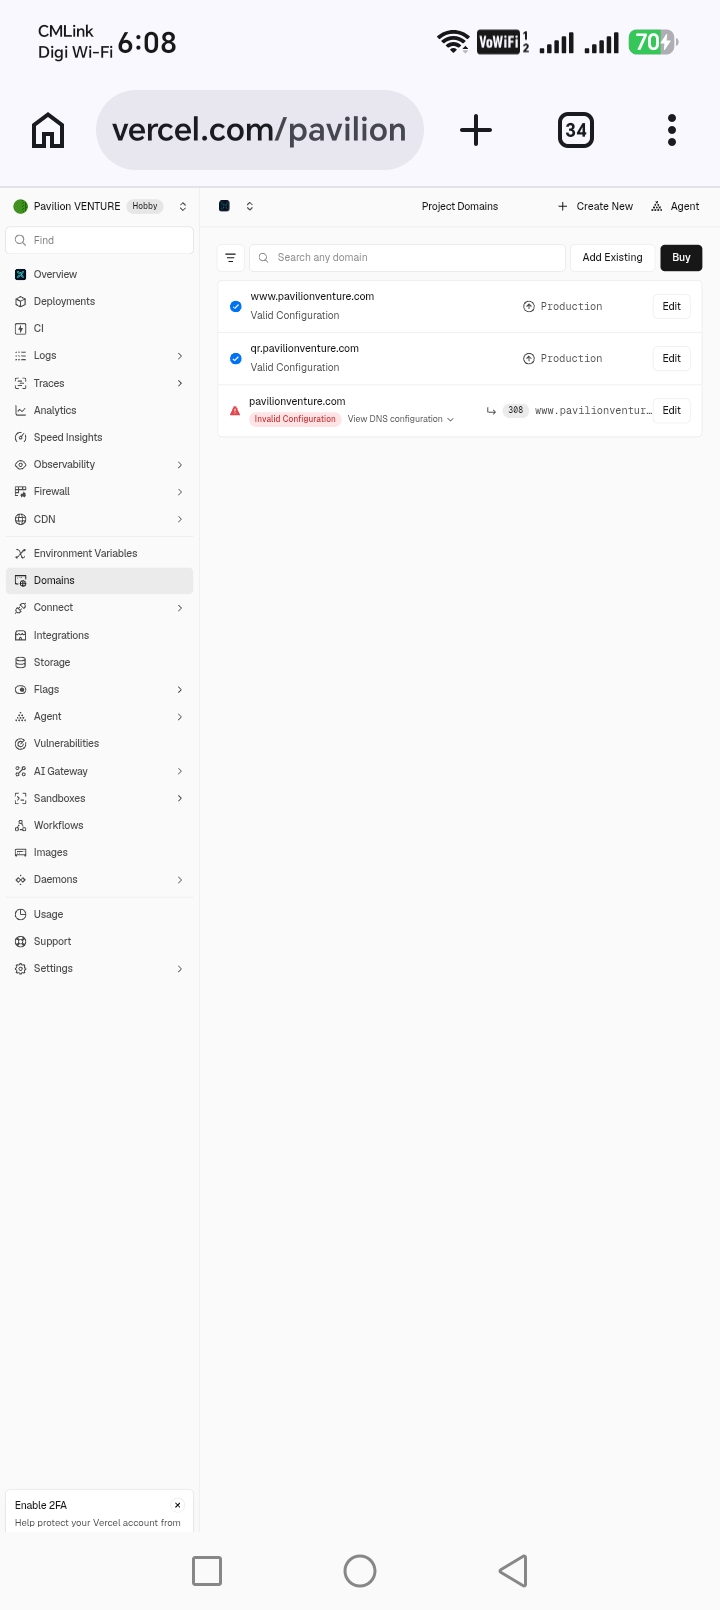 CMLink
Digi Wi-Fi 6:08
VoWiFi 1 2
70
vercel.com/pavilion
34
Pavilion VENTURE Hobby
Project Domains
Create New
Agent
Find
Overview
Deployments
CI
Logs
Traces
Analytics
Speed Insights
Observability
Firewall
CDN
Environment Variables
Domains
Connect
Integrations
Storage
Flags
Agent
Vulnerabilities
AI Gateway
Sandboxes
Workflows
Images
Daemons
Usage
Support
Settings
Enable 2FA
Help protect your Vercel account from
Search any domain
Add Existing
Buy
www.pavilionventure.com
Valid Configuration
Production
Edit
qr.pavilionventure.com
Valid Configuration
Production
Edit
pavilionventure.com
Invalid Configuration View DNS configuration
308 www.pavilionventur…
Edit